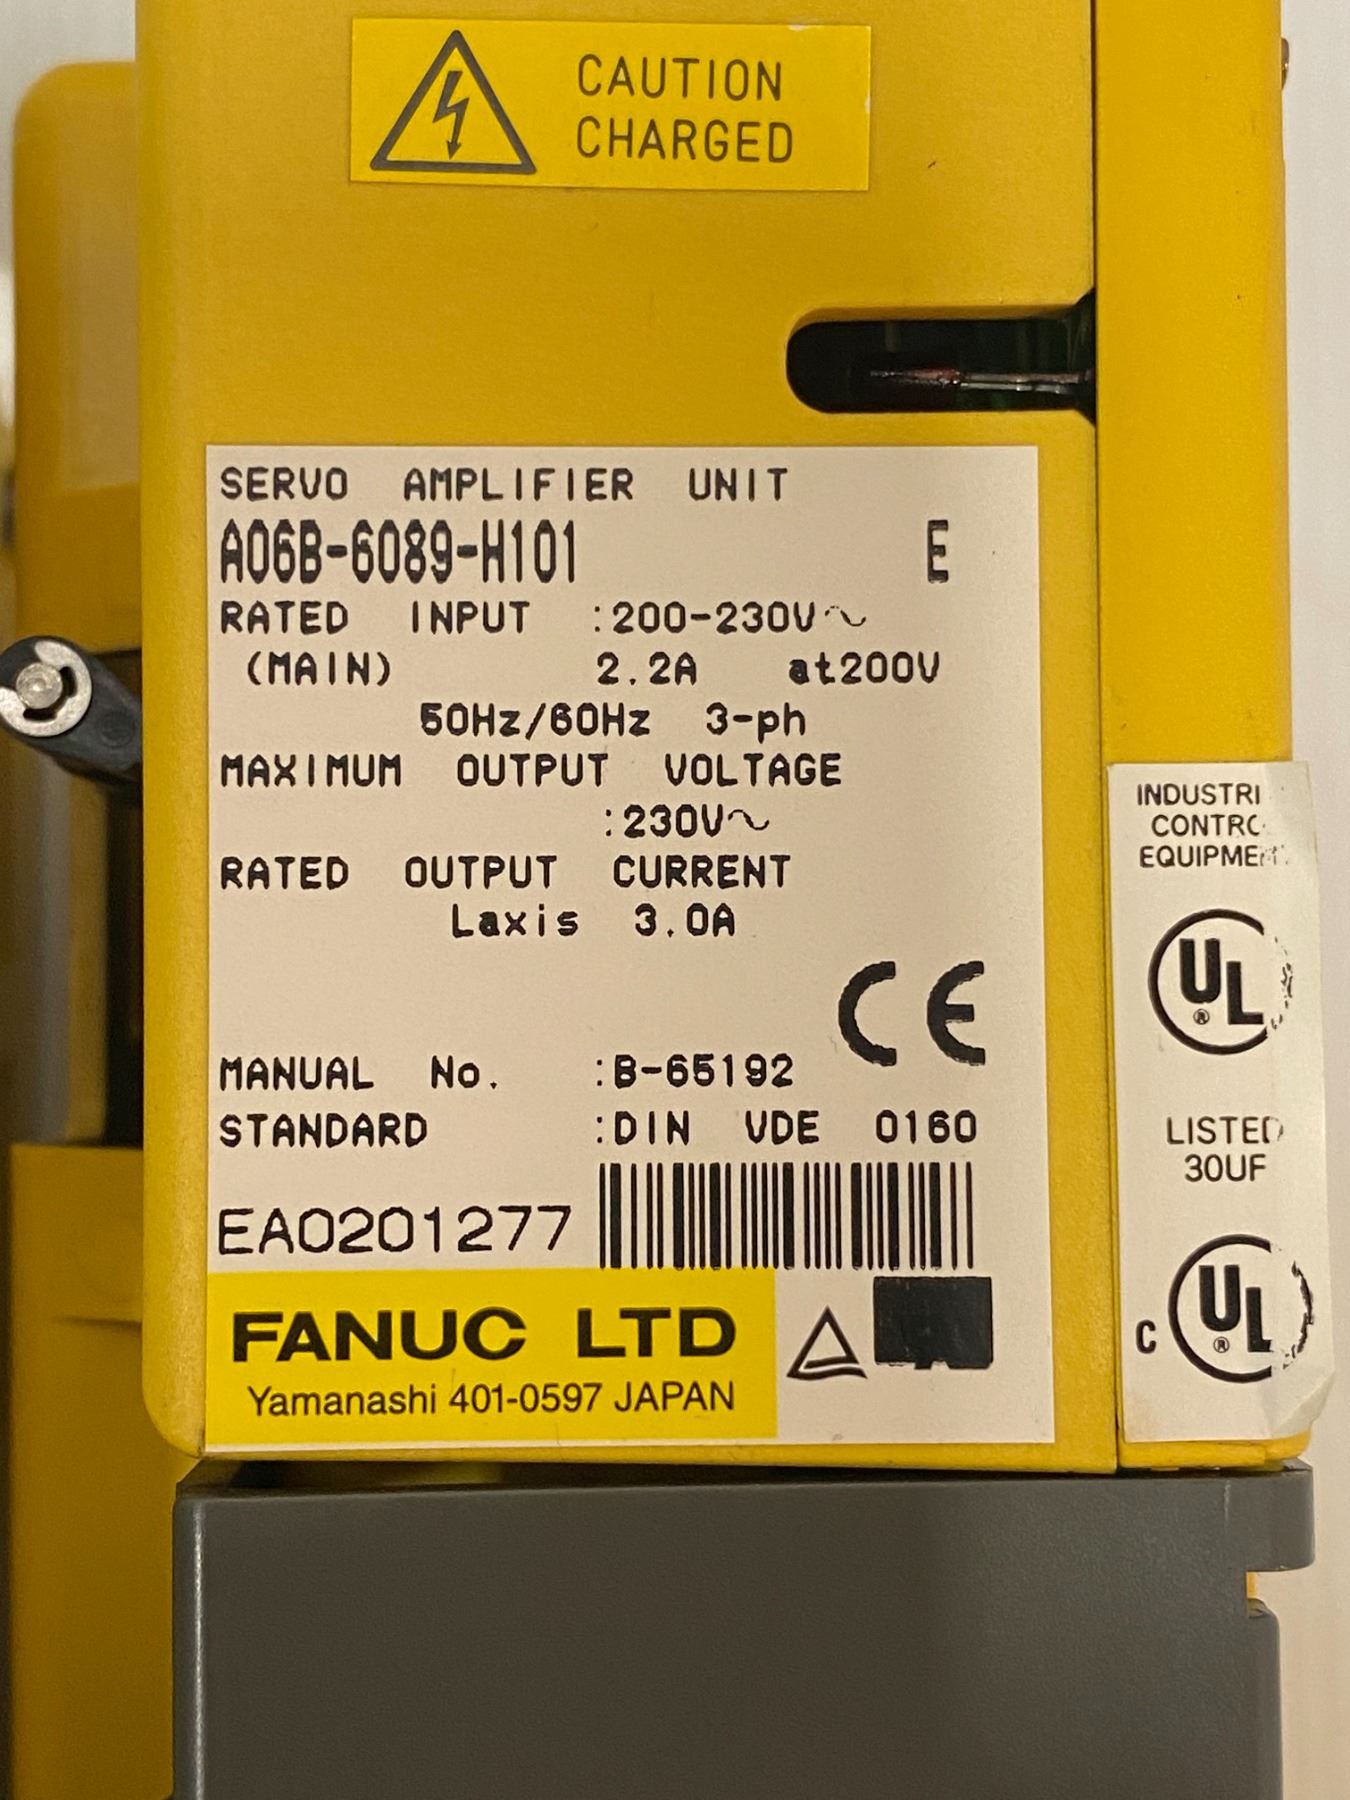 CAUTION
CHARGED
SERVO AMPLIFIER UNIT
A06B-6089-H101 E
RATED INPUT :200-230V~
(MAIN) 2.2A at200V
50Hz/60Hz 3-ph
MAXIMUM OUTPUT VOLTAGE
:230V~
RATED OUTPUT CURRENT
Laxis 3.0A
CE
MANUAL No. :B-65192
STANDARD :DIN VDE 0160
EA0201277
FANUC LTD
Yamanashi 401-0597 JAPAN
INDUSTRI
CONTRO
EQUIPMEN
UL
®
LISTED
30UF
C UL
®